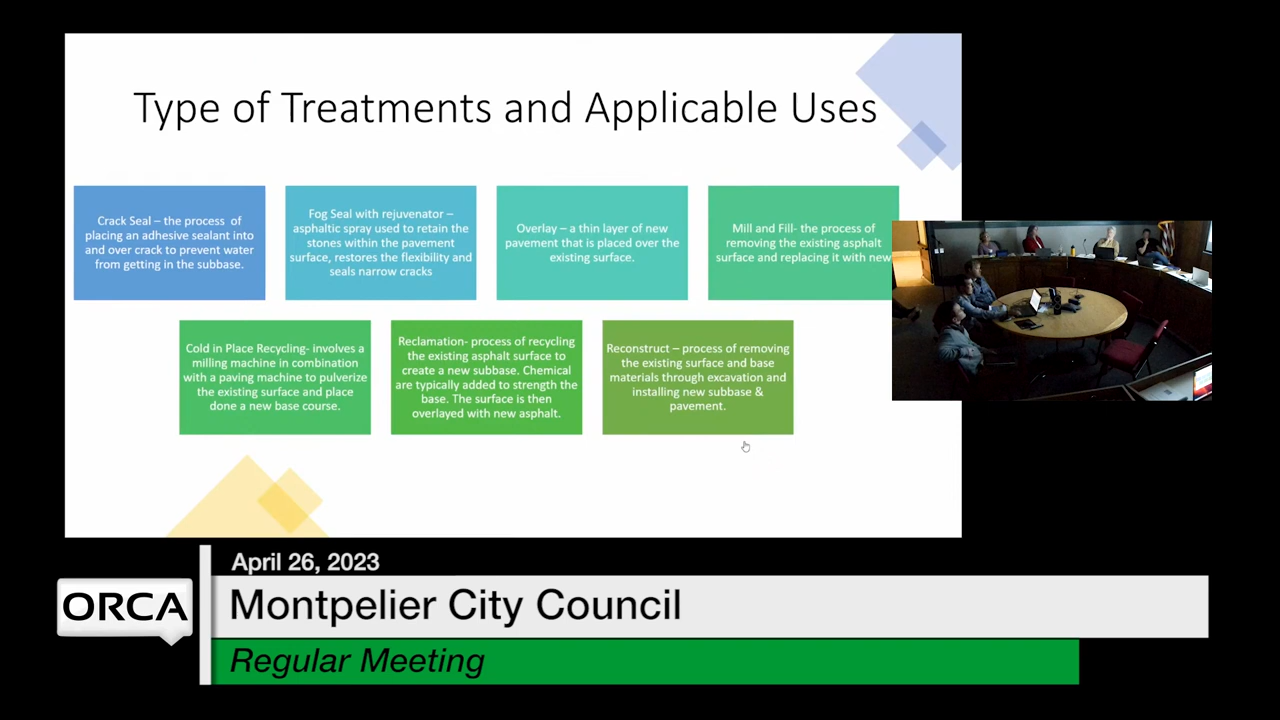 Type of Treatments and Applicable Uses
Crack Seal – the process of
placing an adhesive sealant into
and over crack to prevent water
from getting in the subbase.
Fog Seal with rejuvenator –
asphaltic spray used to retain the
stones within the pavement
surface, restores the flexibility and
seals narrow cracks
Overlay – a thin layer of new
pavement that is placed over the
existing surface.
Mill and Fill- the process of
removing the existing asphalt
surface and replacing it with new
Cold in Place Recycling- involves a
milling machine in combination
with a paving machine to pulverize
the existing surface and place
done a new base course.
Reclamation- process of recycling
the existing asphalt surface to
create a new subbase. Chemical
are typically added to strength the
base. The surface is then
overlayed with new asphalt.
Reconstruct – process of removing
the existing surface and base
materials through excavation and
installing new subbase &
pavement.
April 26, 2023
ORCA
Montpelier City Council
Regular Meeting